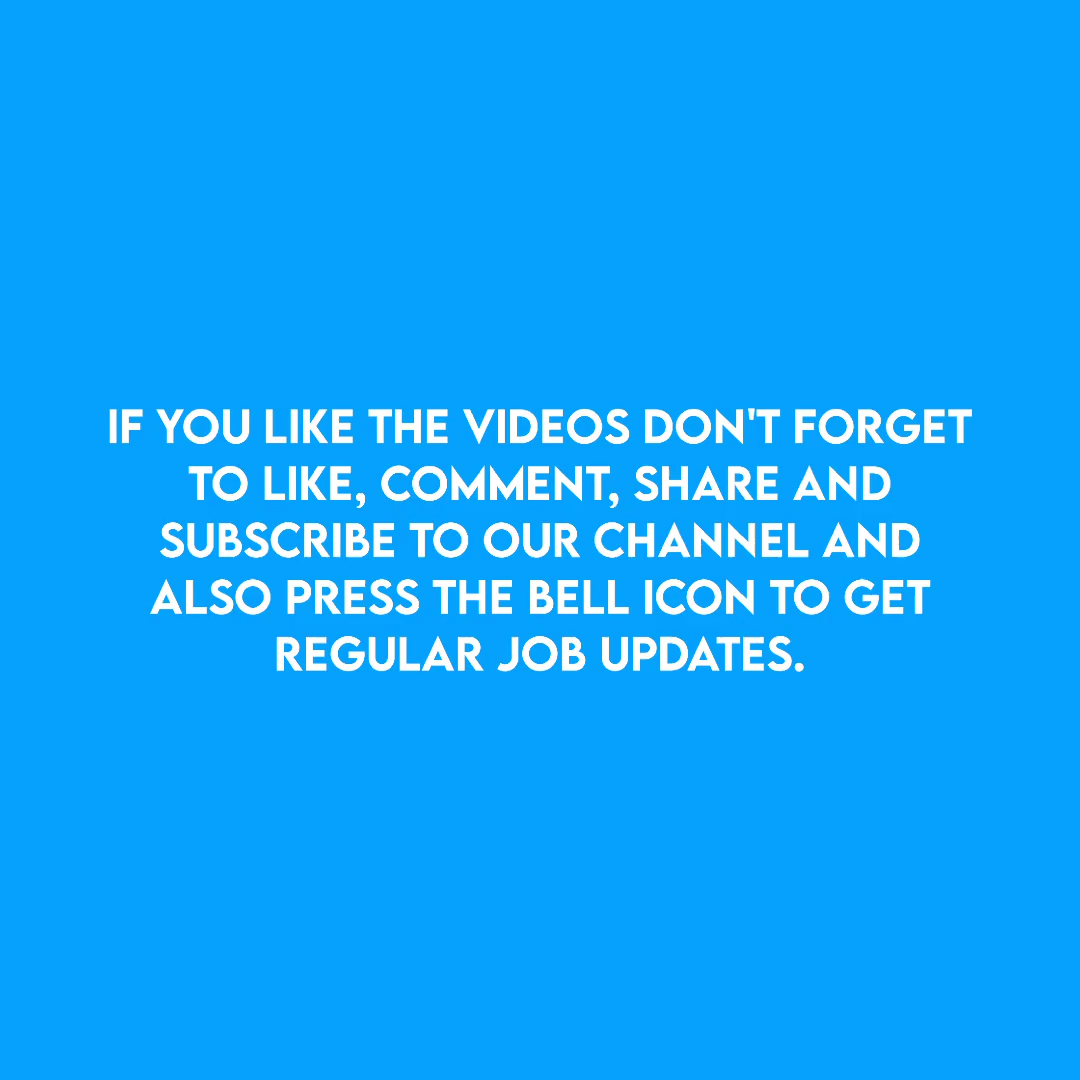 IF YOU LIKE THE VIDEOS DON'T FORGET
TO LIKE, COMMENT, SHARE AND
SUBSCRIBE TO OUR CHANNEL AND
ALSO PRESS THE BELL ICON TO GET
REGULAR JOB UPDATES.